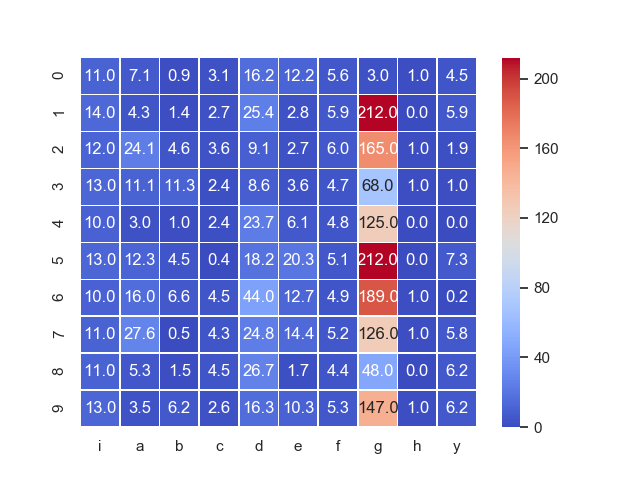 0 11.0 7.1 0.9 3.1 16.2 12.2 5.6 3.0 1.0 4.5
1 14.0 4.3 1.4 2.7 25.4 2.8 5.9 212.0 0.0 5.9
2 12.0 24.1 4.6 3.6 9.1 2.7 6.0 165.0 1.0 1.9
3 13.0 11.1 11.3 2.4 8.6 3.6 4.7 68.0 1.0 1.0
4 10.0 3.0 1.0 2.4 23.7 6.1 4.8 125.0 0.0 0.0
5 13.0 12.3 4.5 0.4 18.2 20.3 5.1 212.0 0.0 7.3
6 10.0 16.0 6.6 4.5 44.0 12.7 4.9 189.0 1.0 0.2
7 11.0 27.6 0.5 4.3 24.8 14.4 5.2 126.0 1.0 5.8
8 11.0 5.3 1.5 4.5 26.7 1.7 4.4 48.0 0.0 6.2
9 13.0 3.5 6.2 2.6 16.3 10.3 5.3 147.0 1.0 6.2
i a b c d e f g h y
200
160
120
80
40
0